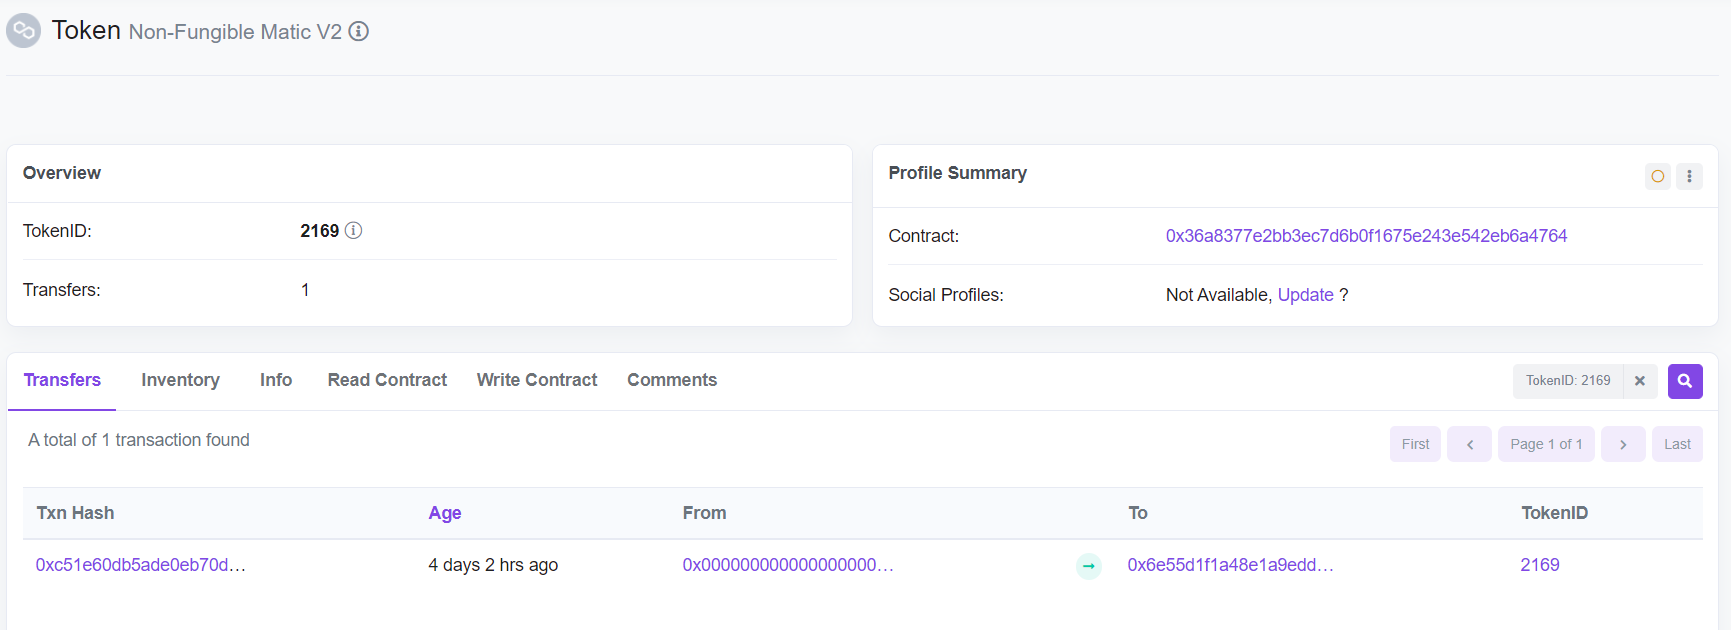 Token Non-Fungible Matic V2
Overview
TokenID: 2169
Transfers: 1
Profile Summary
Contract: 0x36a8377e2bb3ec7d6b0f1675e243e542eb6a4764
Social Profiles: Not Available, Update ?
Transfers Inventory Info Read Contract Write Contract Comments TokenID: 2169
A total of 1 transaction found
First Page 1 of 1 Last
Txn Hash Age From To TokenID
0xc51e60db5ade0eb70d... 4 days 2 hrs ago 0x000000000000000000... 0x6e55d1f1a48e1a9edd... 2169